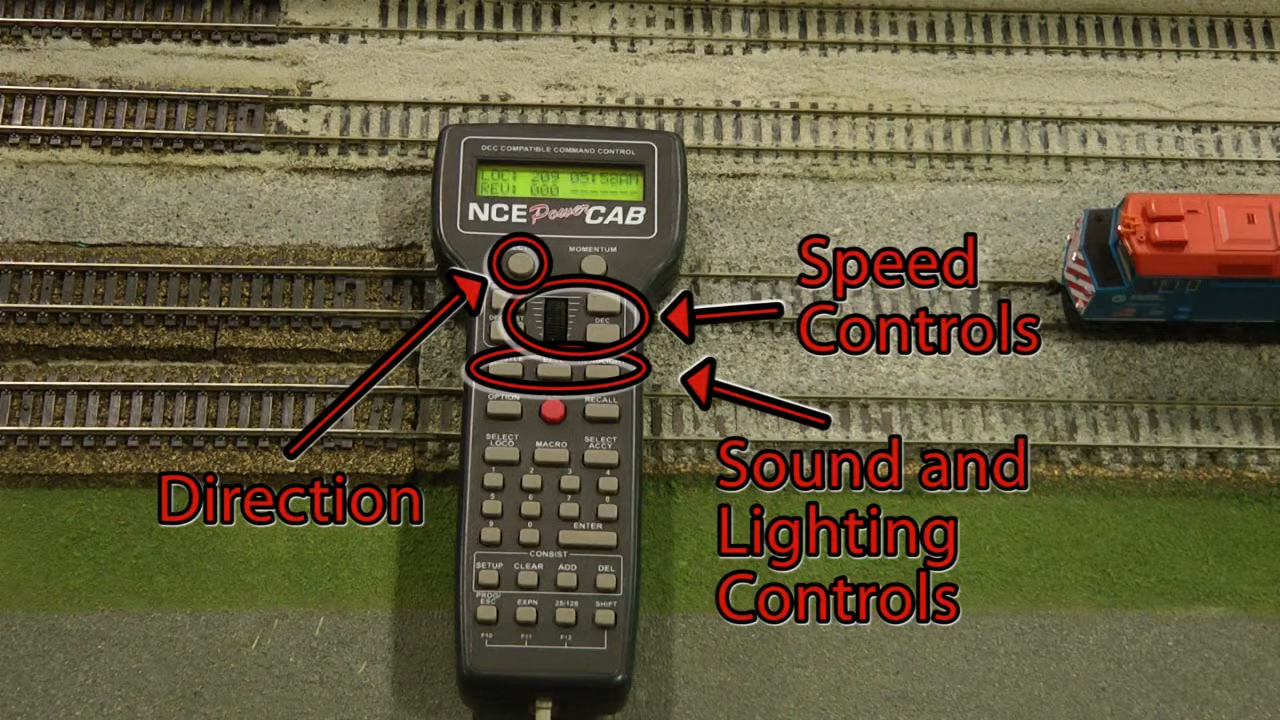 DCC COMPATIBLE COMMAND CONTROL
LOC: 209 05:58AM
REV: 000
NCE PowerCAB
MOMENTUM
DEC
OPTION
RECALL
SELECT
LOCO
MACRO
SELECT
ACCY
1 2 3 4
5 6 7 8
9 0 ENTER
CONSIST
SETUP CLEAR ADD DEL
PROG/
ESC
EXPN 28/128 SHIFT
F10 F11 F12
Direction
Speed
Controls
Sound and
Lighting
Controls